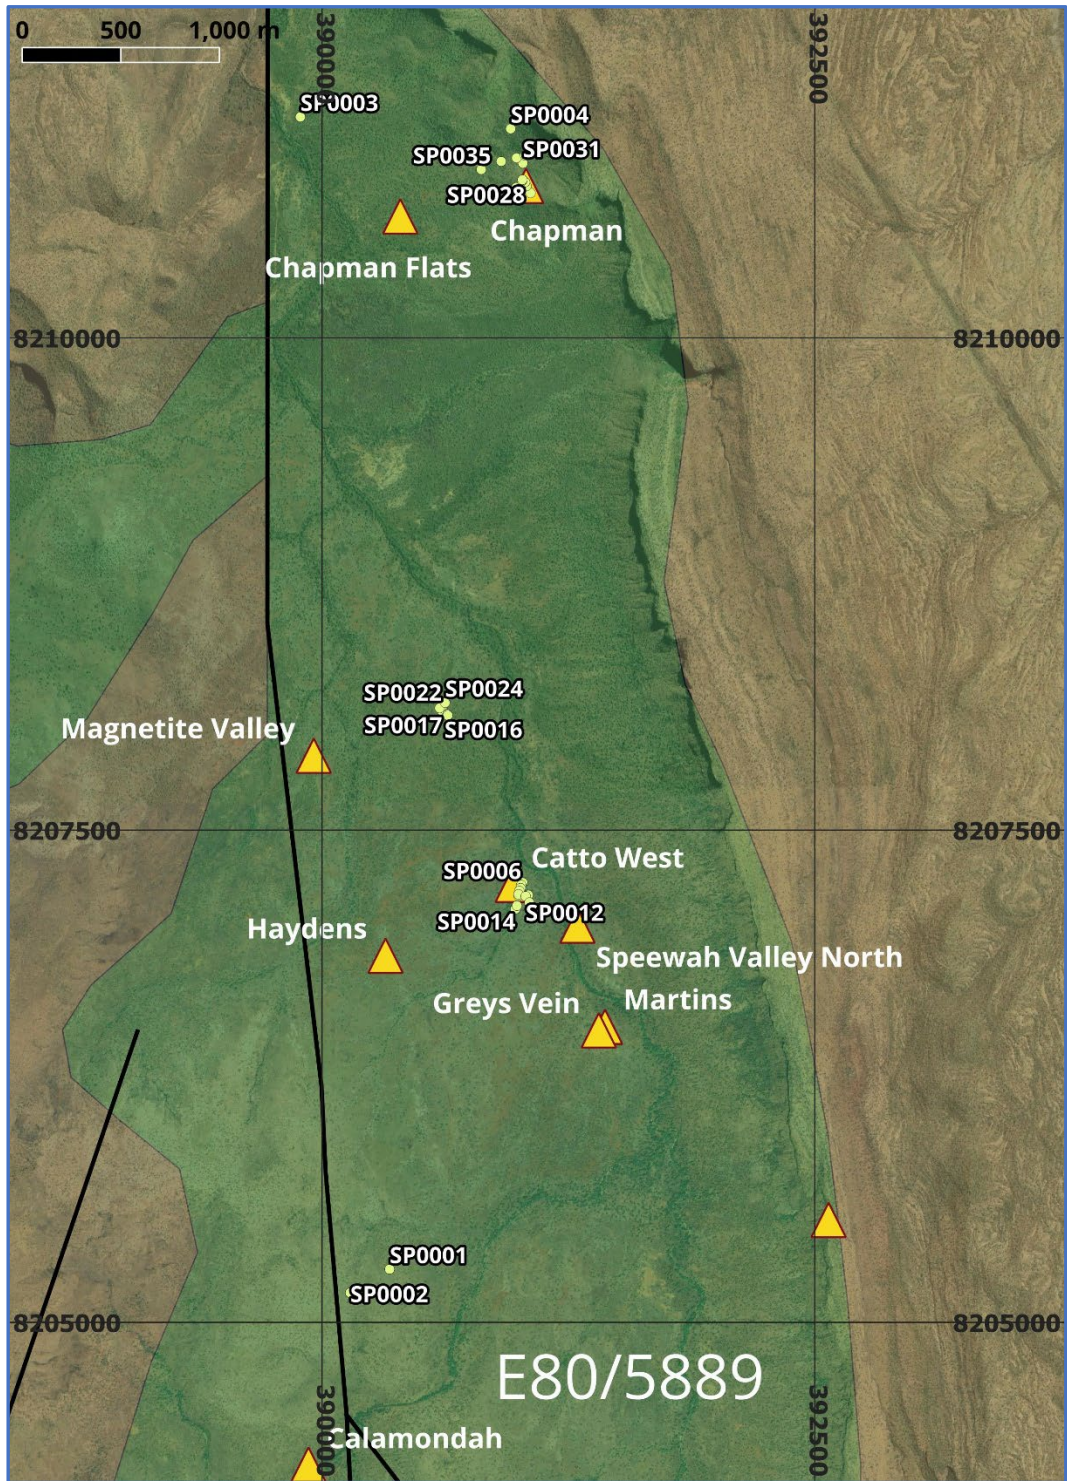 0 500 1,000 m
390000
392500
SP0003
SP0004
SP0035
SP0031
SP0028
Chapman
Chapman Flats
8210000
8210000
SP0022
SP0024
SP0017
SP0016
Magnetite Valley
8207500
8207500
Catto West
SP0006
SP0014
SP0012
Haydens
Speewah Valley North
Greys Vein
Martins
SP0001
SP0002
8205000
8205000
E80/5889
390000
392500
Calamondah